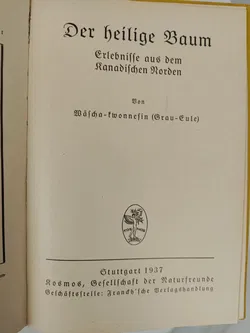 Der heilige Baum
Erlebnisse aus dem
Kanadischen Norden
Von
Wäscha-kwonnesin (Grau-Eule)
Stuttgart 1937
Kosmos, Gesellschaft der Naturfreunde
Geschäftsstelle: Franckh'sche Verlagshandlung